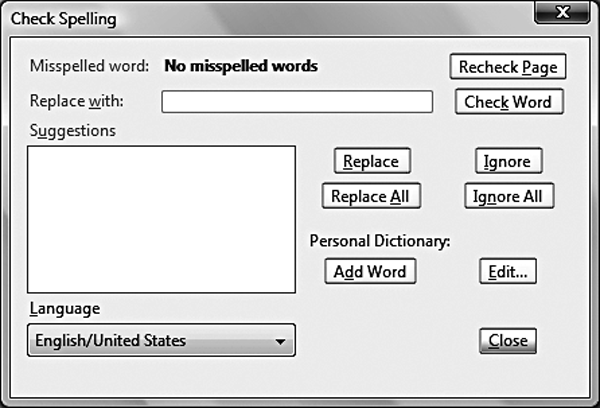 Check Spelling
X
Misspelled word: No misspelled words
Recheck Page
Replace with:
Check Word
Suggestions
Replace
Ignore
Replace All
Ignore All
Personal Dictionary:
Add Word
Edit...
Language
English/United States
Close